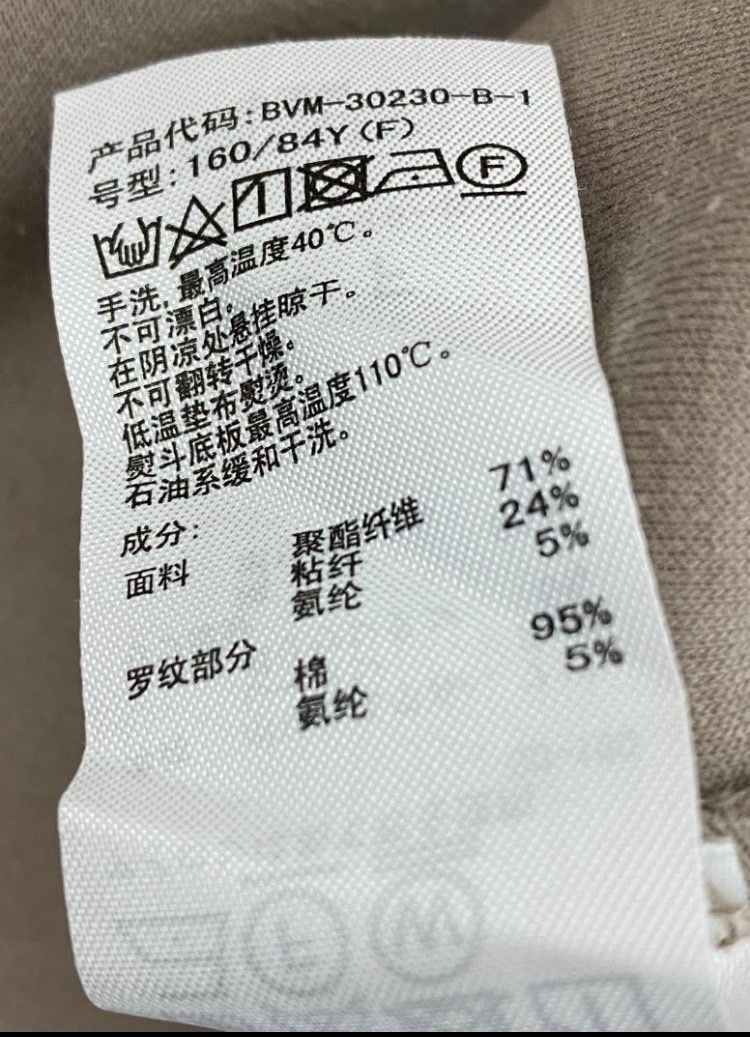 产品代码:BVM-30230-B-1
号型:160/84Y(F)
F
手洗,最高温度40℃。
不可漂白。
在阴凉处悬挂晾干。
不可翻转干燥。
低温垫布熨烫。
熨斗底板最高温度110℃。
石油系缓和干洗。
成分:
面料 聚酯纤维 71%
粘纤 24%
氨纶 5%
罗纹部分 棉 95%
氨纶 5%